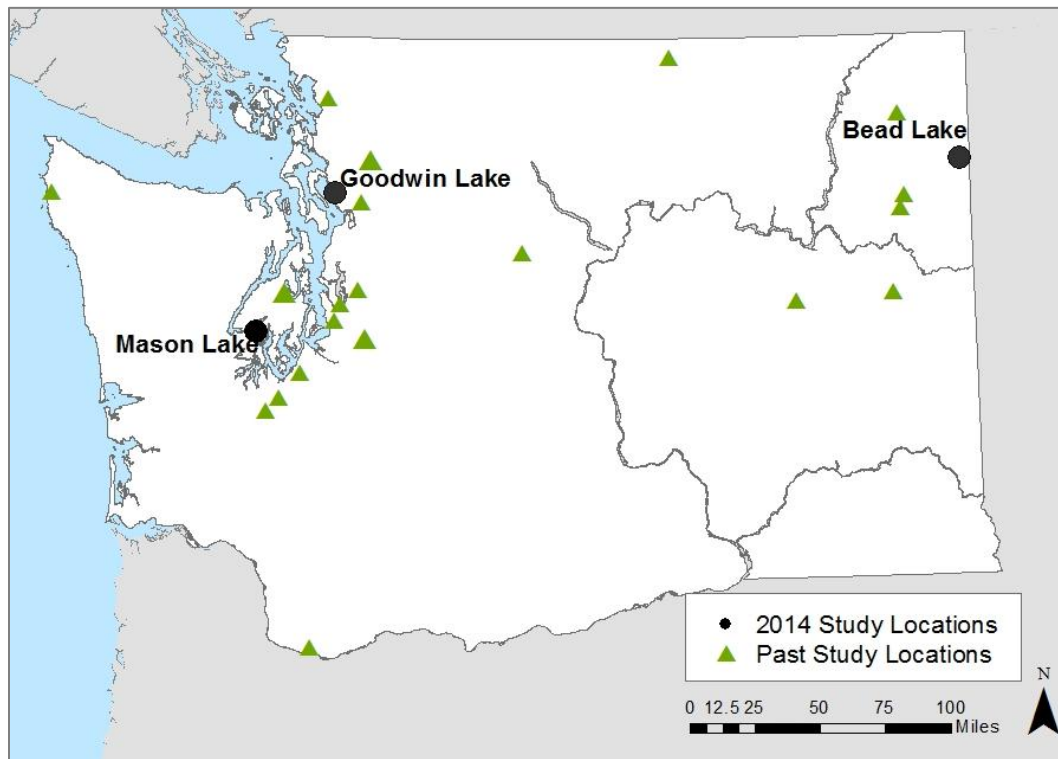 Bead Lake
Goodwin Lake
Mason Lake
2014 Study Locations
Past Study Locations
N
0 12.5 25 50 75 100
Miles